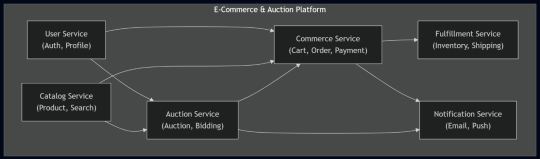 E-Commerce & Auction Platform
User Service
(Auth, Profile)
Commerce Service
(Cart, Order, Payment)
Fulfillment Service
(Inventory, Shipping)
Catalog Service
(Product, Search)
Auction Service
(Auction, Bidding)
Notification Service
(Email, Push)